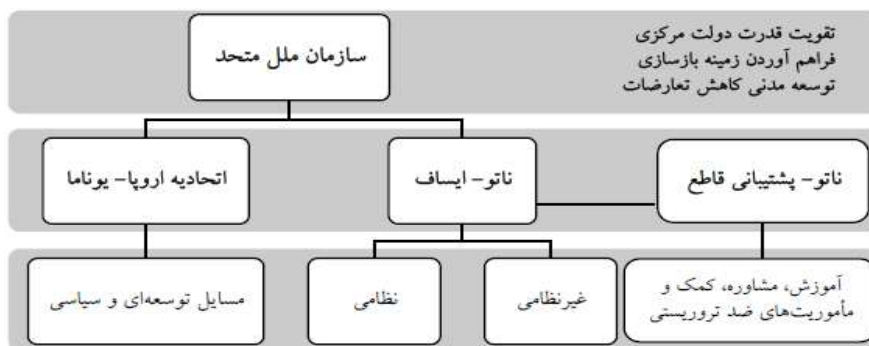 تقویت قدرت دولت مرکزی
فراهم آوردن زمینه بازسازی
توسعه مدنی کاهش تعارضات
سازمان ملل متحد
ناتو- پشتیبانی قاطع
ناتو- ایساف
اتحادیه اروپا- یوناما
آموزش، مشاوره، کمک و
مأموریت‌های ضد تروریستی
غیرنظامی
نظامی
مسایل توسعه‌ای و سیاسی